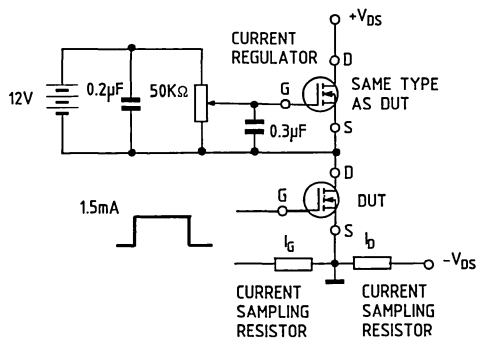 +VDS
CURRENT
REGULATOR
D
G
SAME TYPE
AS DUT
12V
0.2µF
50KΩ
0.3µF
S
D
1.5mA
G
DUT
S
IG
ID
-VDS
CURRENT
SAMPLING
RESISTOR
CURRENT
SAMPLING
RESISTOR